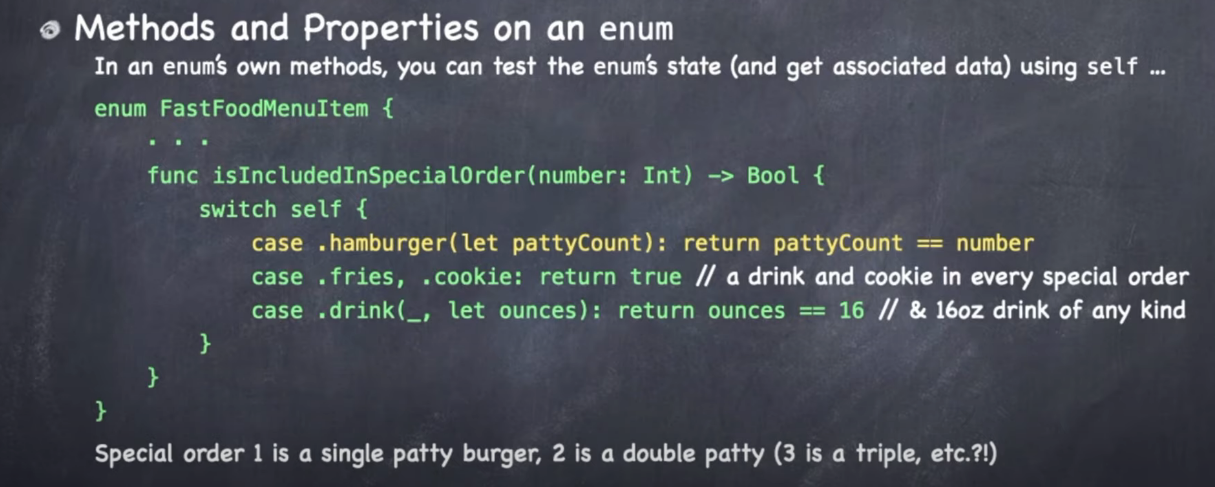 Methods and Properties on an enum
In an enum's own methods, you can test the enum's state (and get associated data) using self ...
enum FastFoodMenuItem {
. . .
func isIncludedInSpecialOrder(number: Int) -> Bool {
switch self {
case .hamburger(let pattyCount): return pattyCount == number
case .fries, .cookie: return true // a drink and cookie in every special order
case .drink(_, let ounces): return ounces == 16 // & 16oz drink of any kind
}
}
}
Special order 1 is a single patty burger, 2 is a double patty (3 is a triple, etc.?!)